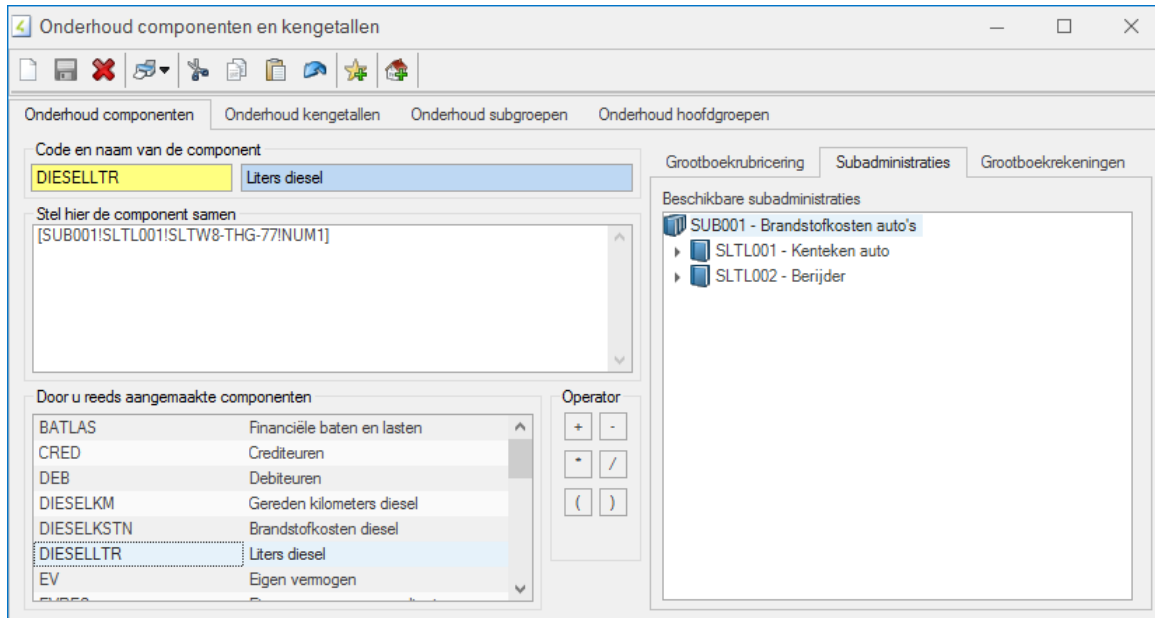 Onderhoud componenten en kengetallen
Onderhoud componenten Onderhoud kengetallen Onderhoud subgroepen Onderhoud hoofdgroepen
Code en naam van de component
DIESELLTR Liters diesel
Stel hier de component samen
[SUB001!SLTL001!SLTW8-THG-77!NUM1]
Door u reeds aangemaakte componenten
BATLAS Financiële baten en lasten
CRED Crediteuren
DEB Debiteuren
DIESELKM Gereden kilometers diesel
DIESELKSTN Brandstofkosten diesel
DIESELLTR Liters diesel
EV Eigen vermogen
Operator
+ -
* /
( )
Grootboekrubricering Subadministraties Grootboekrekeningen
Beschikbare subadministraties
SUB001 - Brandstofkosten auto's
SLTL001 - Kenteken auto
SLTL002 - Berijder